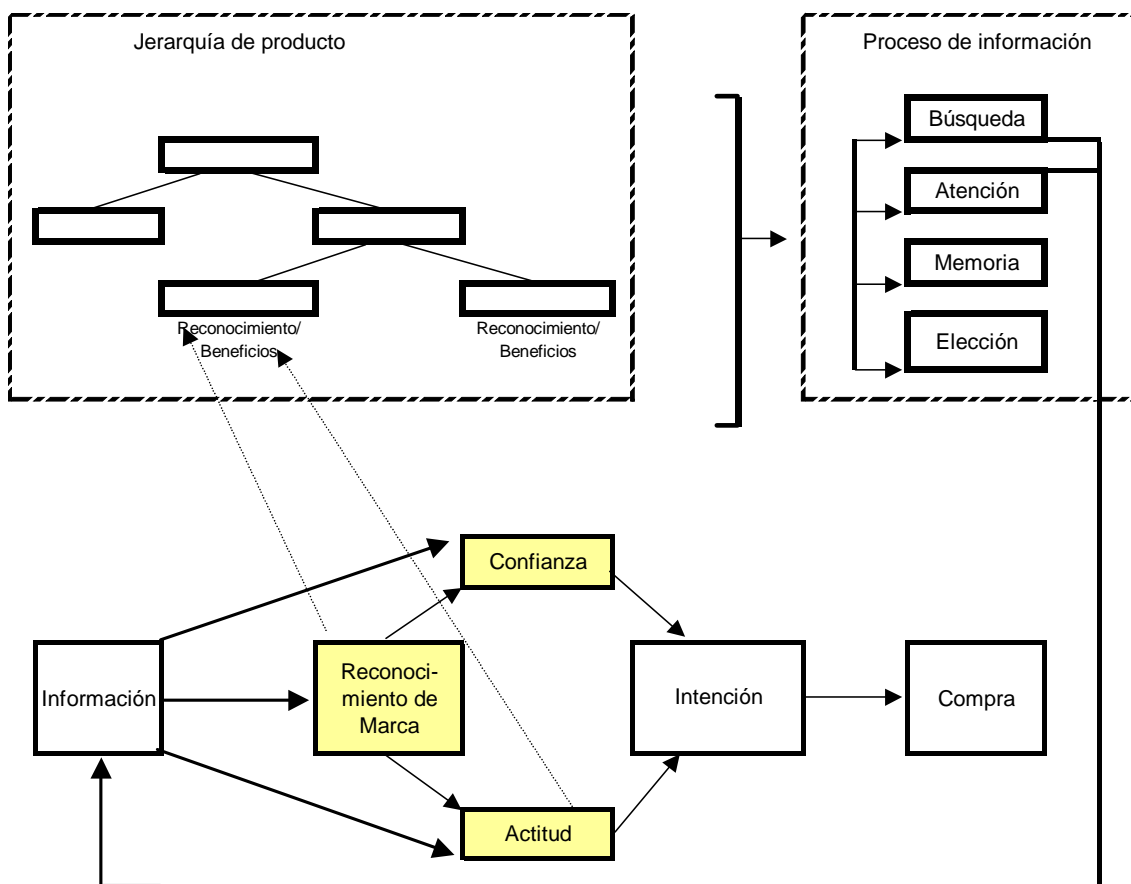 Jerarquía de producto
Proceso de información
Búsqueda
Atención
Memoria
Elección
Reconocimiento/
Beneficios
Reconocimiento/
Beneficios
Confianza
Información
Reconoci-
miento de
Marca
Intención
Compra
Actitud